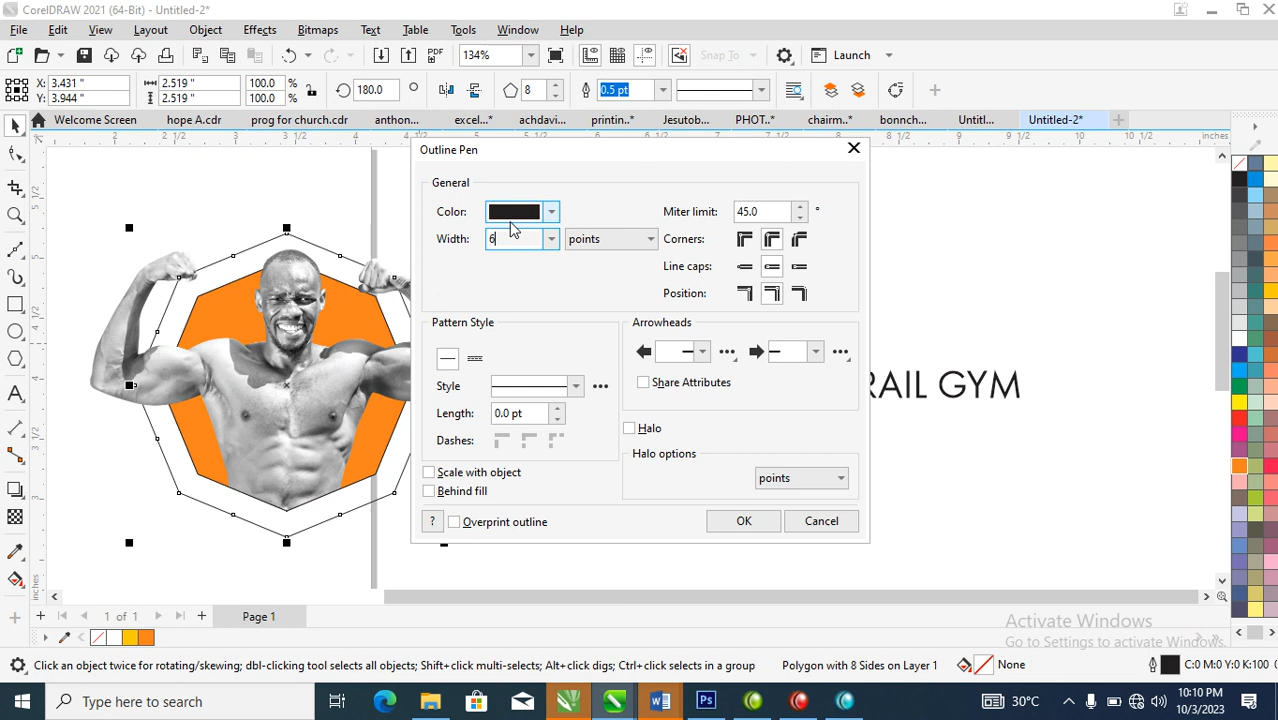 CorelDRAW (64-Bit) - Untitled-2*
File Edit View Layout Object Effects Bitmaps Text Table Tools Window Help
PDF 134% Snap To Launch
X: 3.431 " 2.519 " 100.0 % 180.0 ° 8 0.5 pt
Y: 3.944 " 2.519 " 100.0 %
Welcome Screen hope A.cdr prog for church.cdr anthon... excel...* achdavi... printin..* Jesutob... PHOT..* chairm..* bonnch... Untitl... Untitled-2*
inches
Outline Pen
General
Color: Miter limit: 45.0 °
Width: 6 points Corners:
Line caps:
Position:
Pattern Style Arrowheads
Style Share Attributes
Length: 0.0 pt
Dashes: Halo
Halo options
Scale with object points
Behind fill
? Overprint outline OK Cancel
RAIL GYM
inches
1 of 1 Page 1
Activate Windows
Go to Settings to activate Windows.
Click an object twice for rotating/skewing; dbl-clicking tool selects all objects; Shift+click multi-selects; Alt+click digs; Ctrl+click selects in a group Polygon with 8 Sides on Layer 1 None C:0 M:0 Y:0 K:100
Type here to search 30°C 10:10 PM
10/3/2023